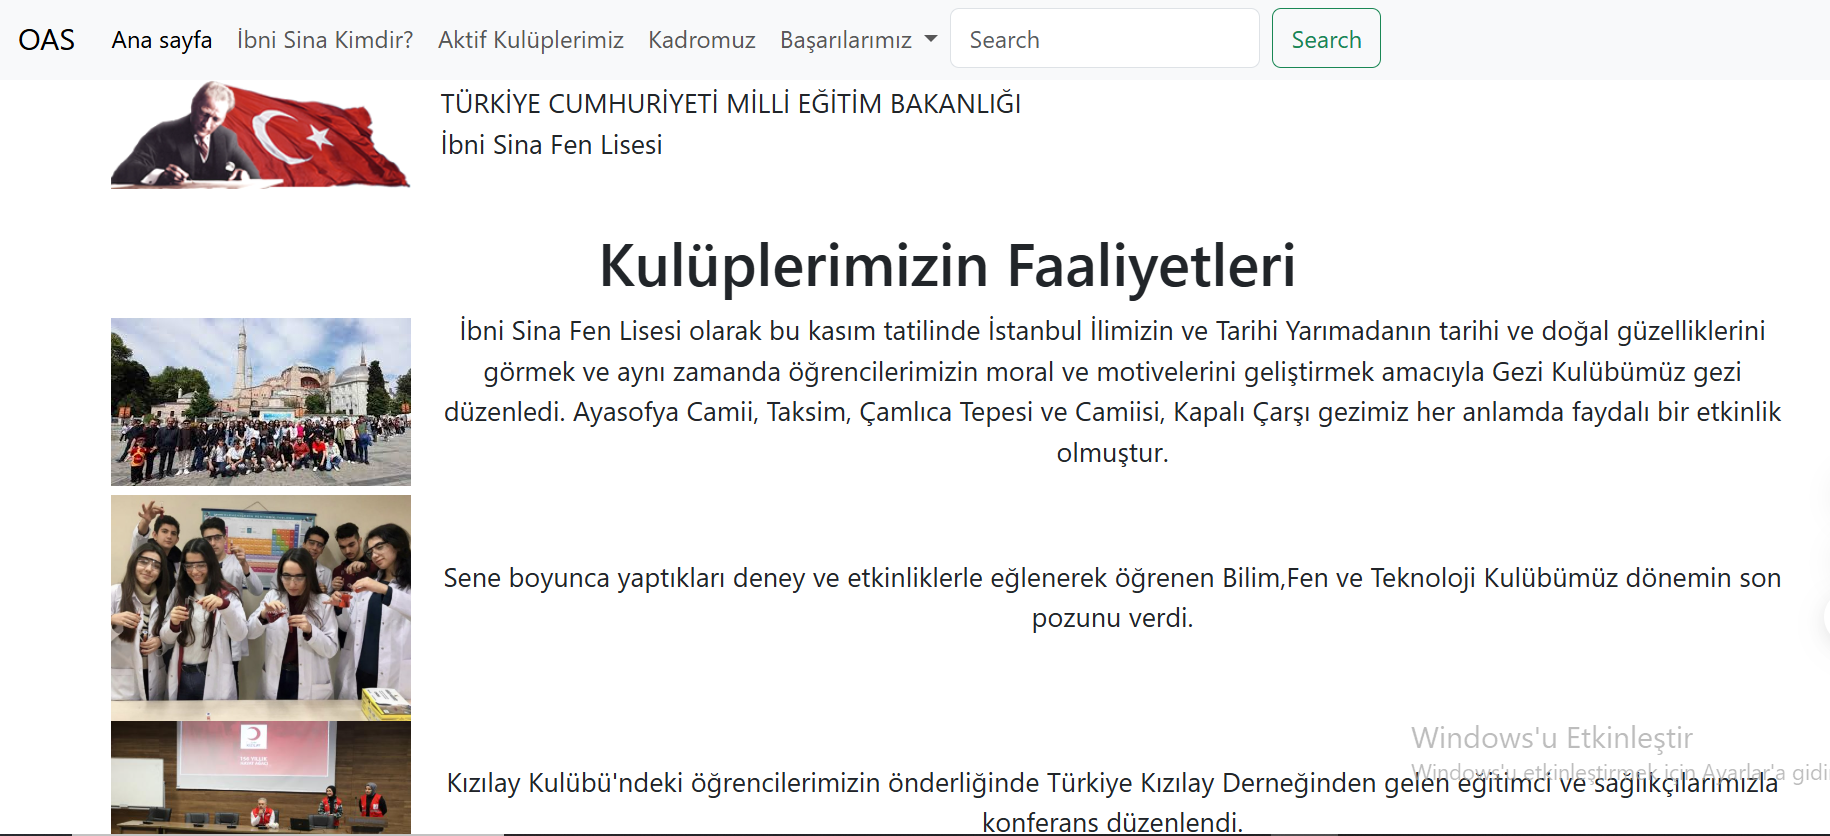 OAS Ana sayfa İbni Sina Kimdir? Aktif Kulüplerimiz Kadromuz Başarılarımız Search Search
TÜRKİYE CUMHURİYETİ MİLLİ EĞİTİM BAKANLIĞI
İbni Sina Fen Lisesi
Kulüplerimizin Faaliyetleri
İbni Sina Fen Lisesi olarak bu kasım tatilinde İstanbul İlimizin ve Tarihi Yarımadanın tarihi ve doğal güzelliklerini
görmek ve aynı zamanda öğrencilerimizin moral ve motivelerini geliştirmek amacıyla Gezi Kulübümüz gezi
düzenledi. Ayasofya Camii, Taksim, Çamlıca Tepesi ve Camiisi, Kapalı Çarşı gezimiz her anlamda faydalı bir etkinlik
olmuştur.
Sene boyunca yaptıkları deney ve etkinliklerle eğlenerek öğrenen Bilim,Fen ve Teknoloji Kulübümüz dönemin son
pozunu verdi.
Windows'u Etkinleştir
Windows'u etkinleştirmek için Ayarlar'a gidi
Kızılay Kulübü'ndeki öğrencilerimizin önderliğinde Türkiye Kızılay Derneğinden gelen eğitimci ve sağlıkçılarımızla
konferans düzenlendi.